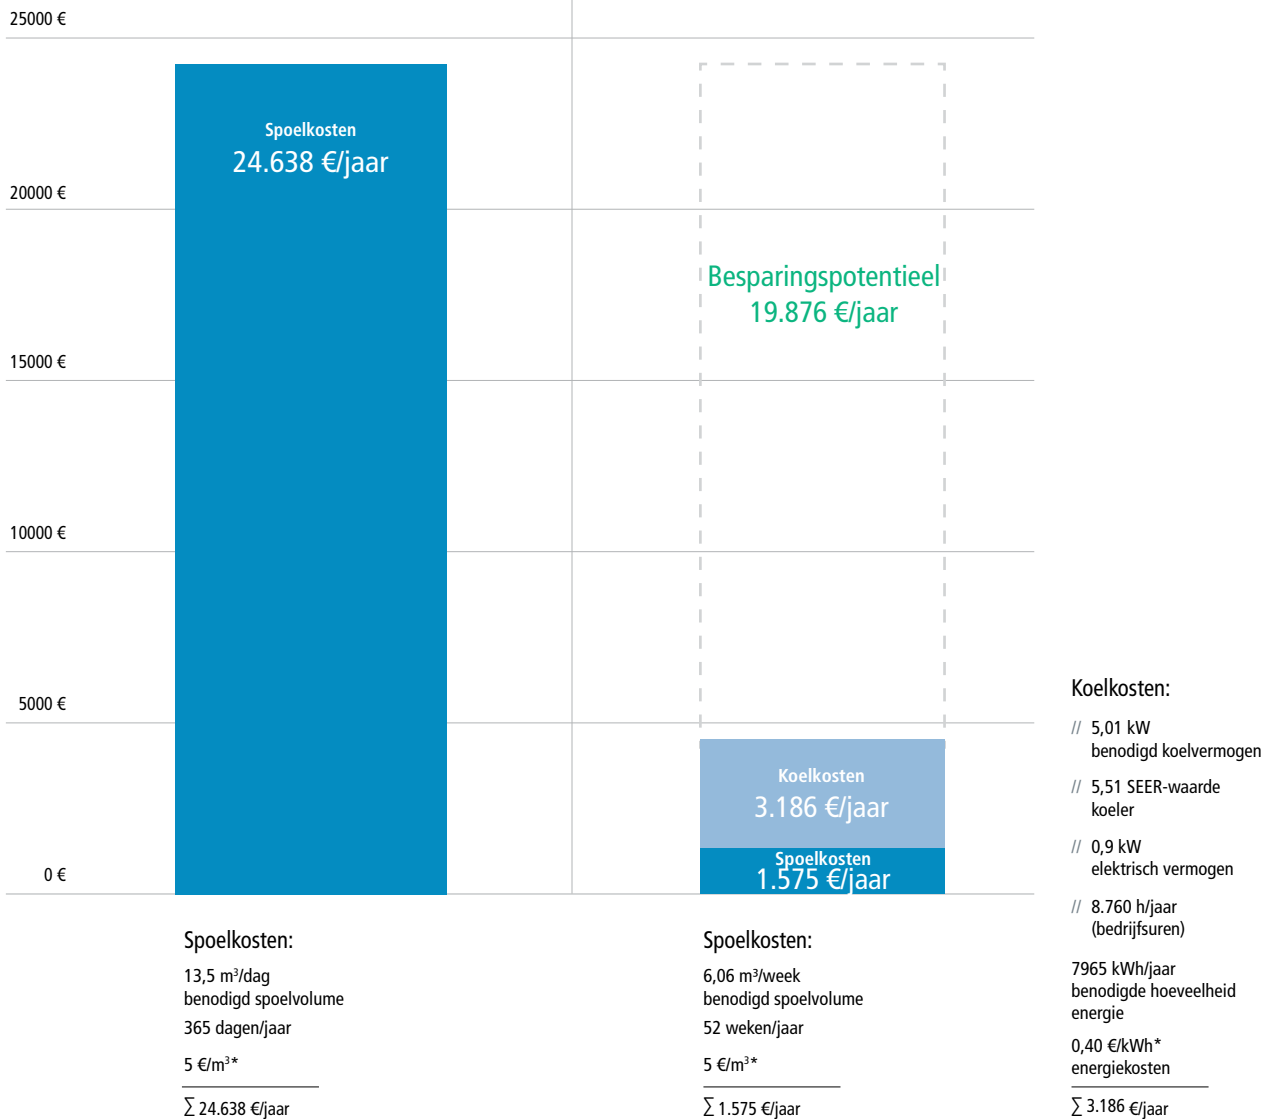 25000 €
20000 €
15000 €
10000 €
5000 €
0 €
Spoelkosten
24.638 €/jaar
Besparingspotentieel
19.876 €/jaar
Koelkosten
3.186 €/jaar
Spoelkosten
1.575 €/jaar
Spoelkosten:
13,5 m³/dag
benodigd spoelvolume
365 dagen/jaar
5 €/m³*
∑ 24.638 €/jaar
Spoelkosten:
6,06 m³/week
benodigd spoelvolume
52 weken/jaar
5 €/m³*
∑ 1.575 €/jaar
Koelkosten:
// 5,01 kW
benodigd koelvermogen
// 5,51 SEER-waarde
koeler
// 0,9 kW
elektrisch vermogen
// 8.760 h/jaar
(bedrijfsuren)
7965 kWh/jaar
benodigde hoeveelheid
energie
0,40 €/kWh*
energiekosten
∑ 3.186 €/jaar